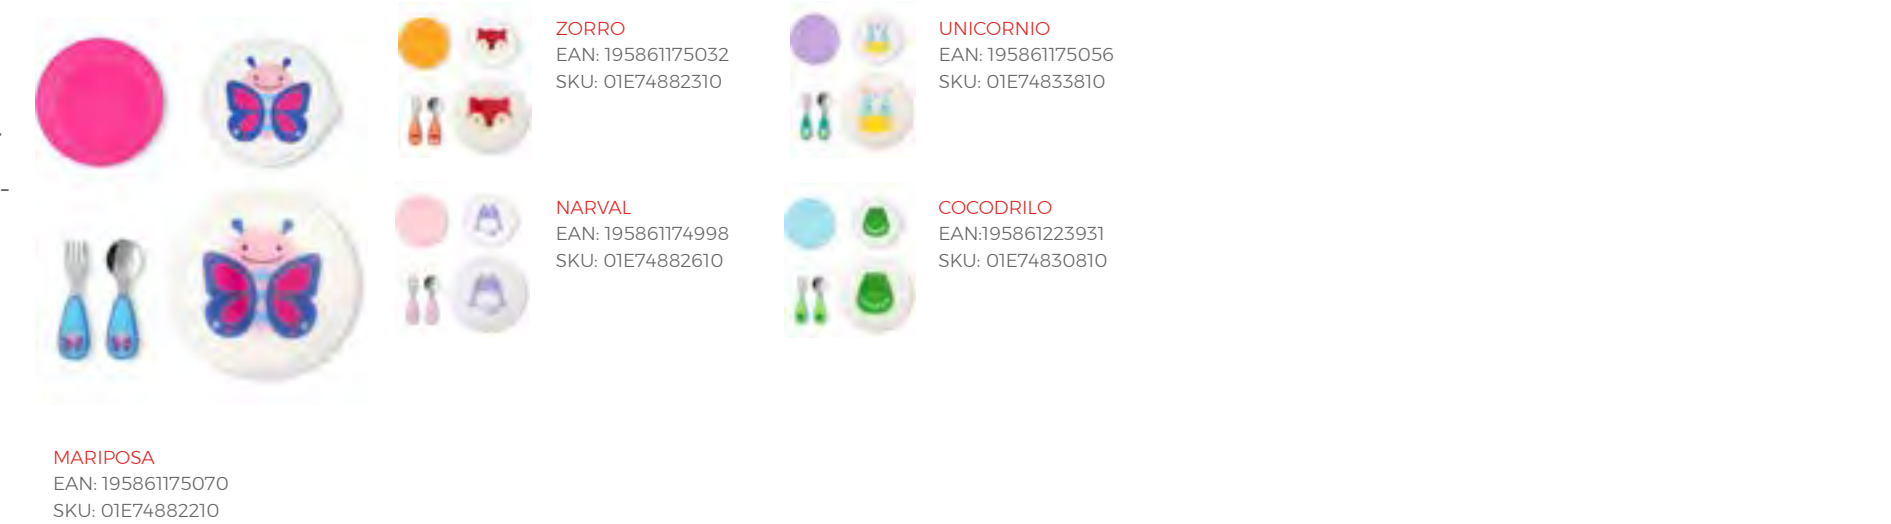 ZORRO
EAN: 195861175032
SKU: 01E74882310
UNICORNIO
EAN: 195861175056
SKU: 01E74833810
NARVAL
EAN: 195861174998
SKU: 01E74882610
COCODRILO
EAN:195861223931
SKU: 01E74830810
MARIPOSA
EAN: 195861175070
SKU: 01E74882210